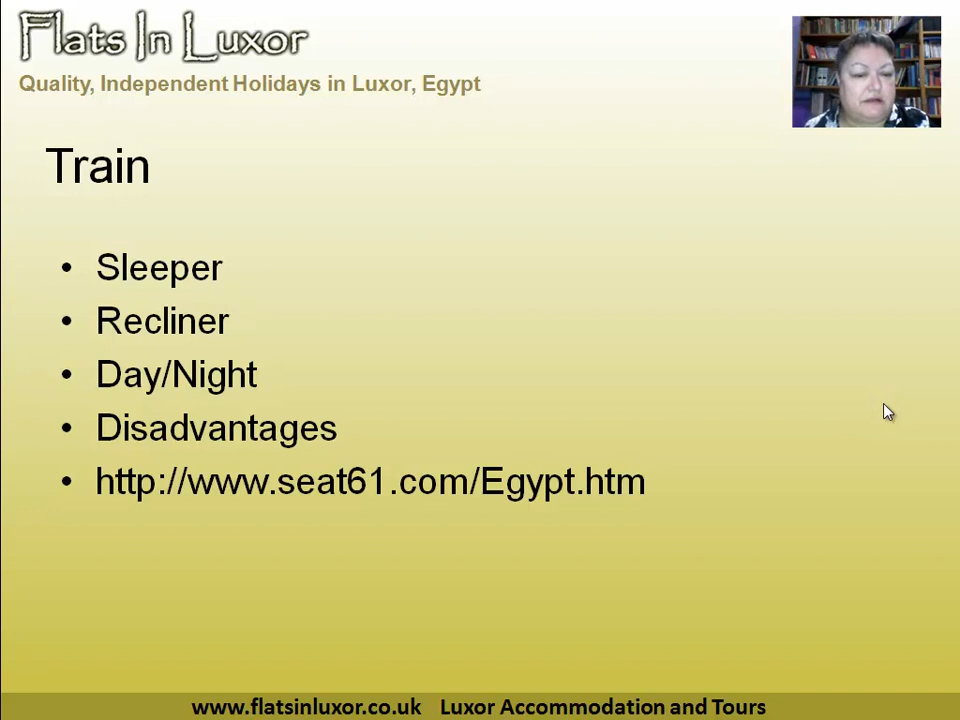 Flats In Luxor
Quality, Independent Holidays in Luxor, Egypt
Train
• Sleeper
• Recliner
• Day/Night
• Disadvantages
• http://www.seat61.com/Egypt.htm
www.flatsinluxor.co.uk Luxor Accommodation and Tours